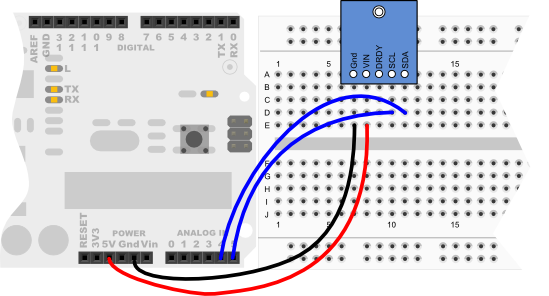 AREF
GND
13
12
11
10
9
8
7
6
5
4
3
2
1
0
DIGITAL
TX
RX
L
TX
RX
RESET
3V3
5V
POWER
Gnd
Vin
ANALOG IN
0 1 2 3 4 5
Gnd
VIN
DRDY
SCL
SDA
1 5 15
A
B
C
D
E
F
G
H
I
J
1 5 10 15